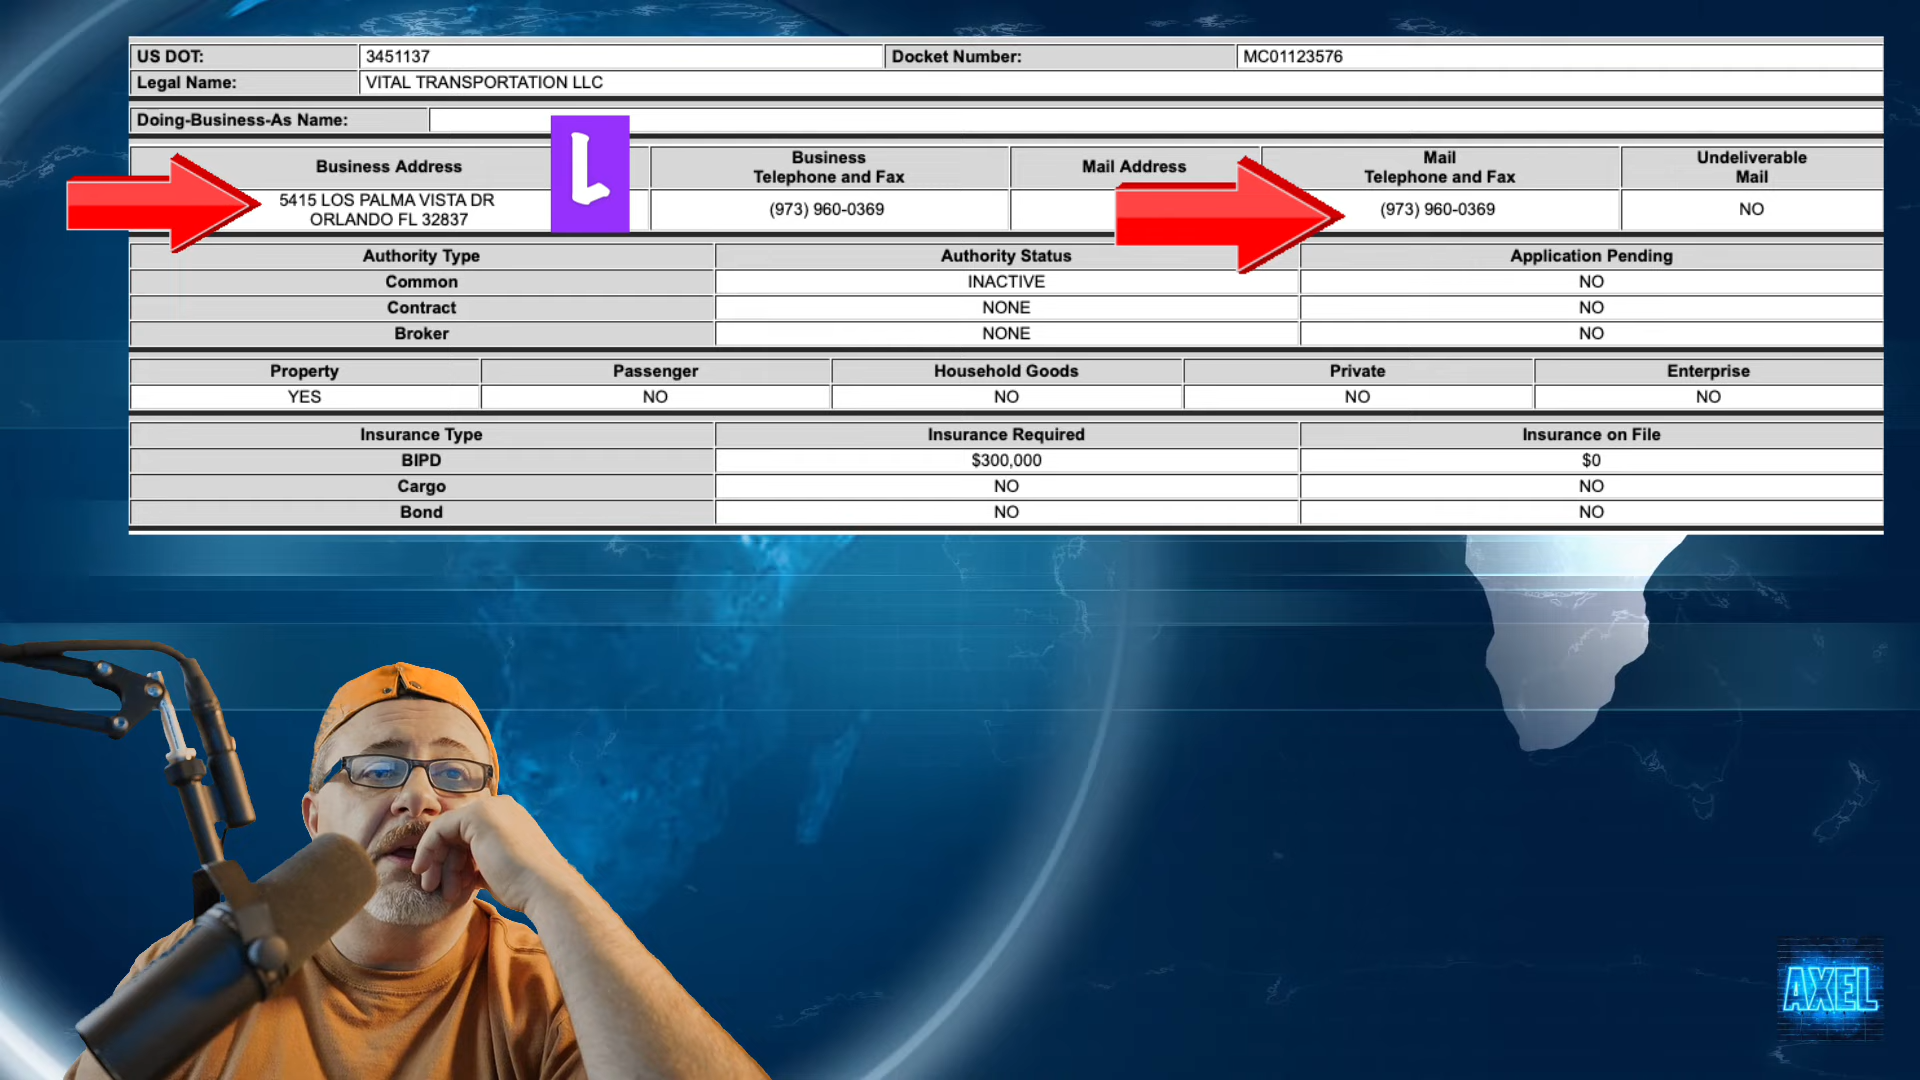 US DOT: 3451137 Docket Number: MC01123576
Legal Name: VITAL TRANSPORTATION LLC
Doing-Business-As Name:
Business Address Business Telephone and Fax Mail Address Mail Telephone and Fax Undeliverable Mail
5415 LOS PALMA VISTA DR
ORLANDO FL 32837
(973) 960-0369 (973) 960-0369 NO
L
Authority Type Authority Status Application Pending
Common INACTIVE NO
Contract NONE NO
Broker NONE NO
Property Passenger Household Goods Private Enterprise
YES NO NO NO NO
Insurance Type Insurance Required Insurance on File
BIPD $300,000 $0
Cargo NO NO
Bond NO NO
AXEL